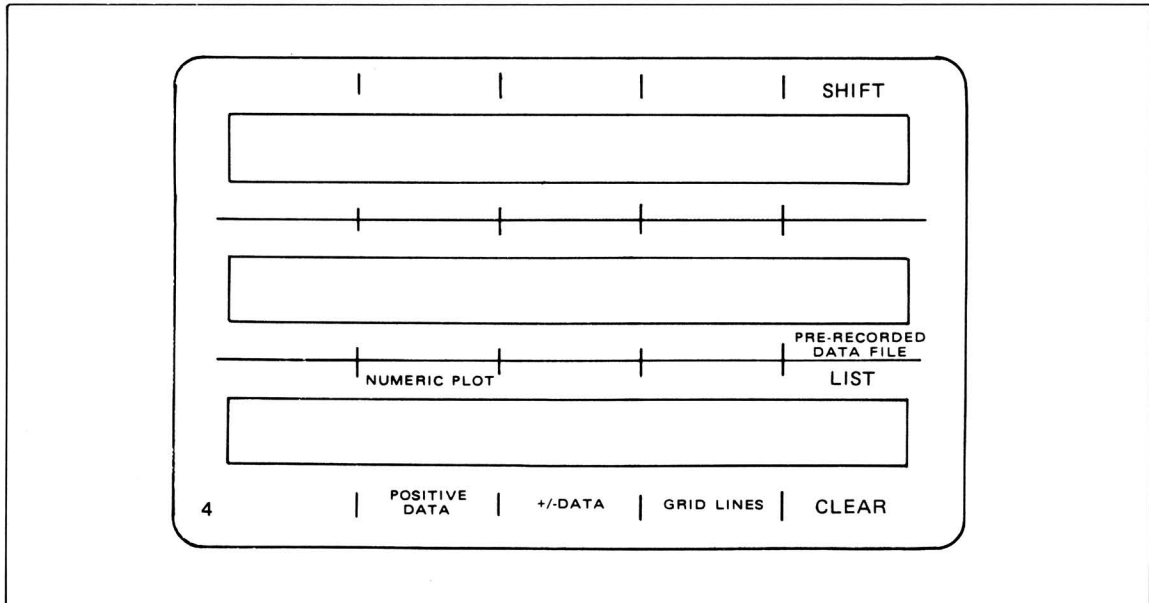 SHIFT
PRE-RECORDED
DATA FILE
NUMERIC PLOT
LIST
4
POSITIVE
DATA
+/-DATA
GRID LINES
CLEAR